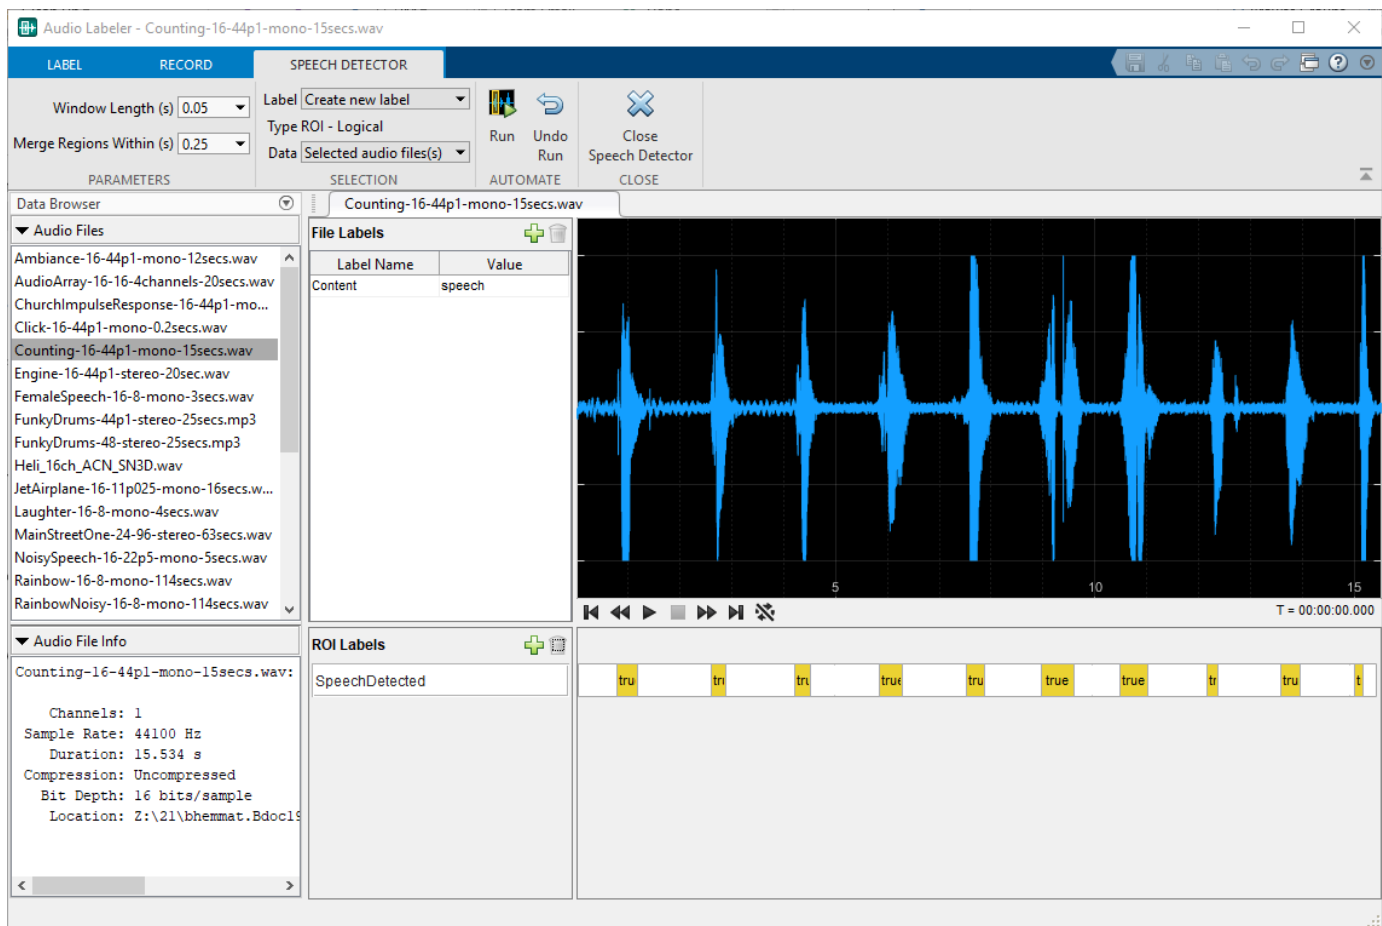 Audio Labeler - Counting-16-44p1-mono-15secs.wav
LABEL
RECORD
SPEECH DETECTOR
Window Length (s) 0.05
Merge Regions Within (s) 0.25
PARAMETERS
Label Create new label
Type ROI - Logical
Data Selected audio files(s)
SELECTION
Run
Undo Run
AUTOMATE
Close
Speech Detector
CLOSE
Data Browser
Audio Files
Ambiance-16-44p1-mono-12secs.wav
AudioArray-16-16-4channels-20secs.wav
ChurchImpulseResponse-16-44p1-mo...
Click-16-44p1-mono-0.2secs.wav
Counting-16-44p1-mono-15secs.wav
Engine-16-44p1-stereo-20sec.wav
FemaleSpeech-16-8-mono-3secs.wav
FunkyDrums-44p1-stereo-25secs.mp3
FunkyDrums-48-stereo-25secs.mp3
Heli_16ch_ACN_SN3D.wav
JetAirplane-16-11p025-mono-16secs.w...
Laughter-16-8-mono-4secs.wav
MainStreetOne-24-96-stereo-63secs.wav
NoisySpeech-16-22p5-mono-5secs.wav
Rainbow-16-8-mono-114secs.wav
RainbowNoisy-16-8-mono-114secs.wav
Audio File Info
Counting-16-44p1-mono-15secs.wav:
Channels: 1
Sample Rate: 44100 Hz
Duration: 15.534 s
Compression: Uncompressed
Bit Depth: 16 bits/sample
Location: Z:\21\bhemmat.Bdoc19
Counting-16-44p1-mono-15secs.wav
File Labels
Label Name Value
Content speech
5 10 15
T = 00:00:00.000
ROI Labels
SpeechDetected
tru tru tru true tru true true tr tru t